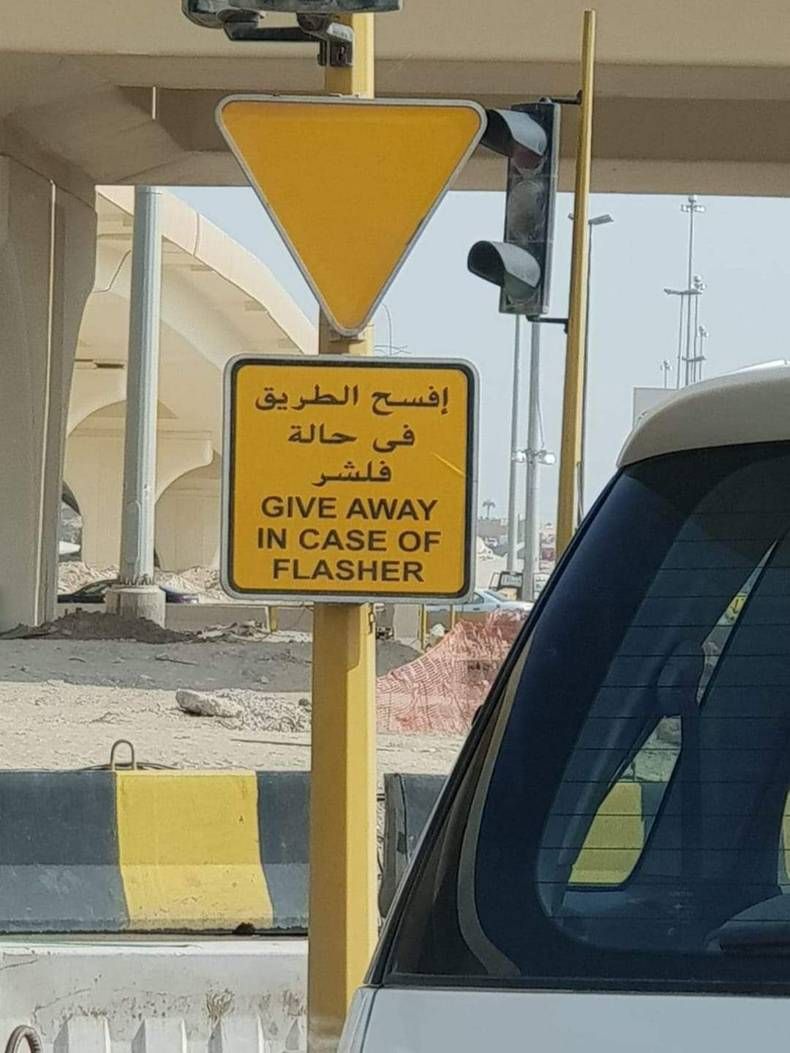 إفسح الطريق
فى حالة
فلشر
GIVE AWAY
IN CASE OF
FLASHER